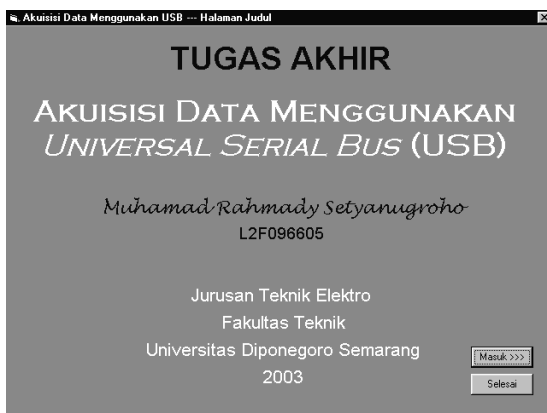 Akuisisi Data Menggunakan USB --- Halaman Judul
TUGAS AKHIR
AKUISISI DATA MENGGUNAKAN
UNIVERSAL SERIAL BUS (USB)
Muhamad Rahmady Setyanugroho
L2F096605
Jurusan Teknik Elektro
Fakultas Teknik
Universitas Diponegoro Semarang
2003
Masuk >>>
Selesai